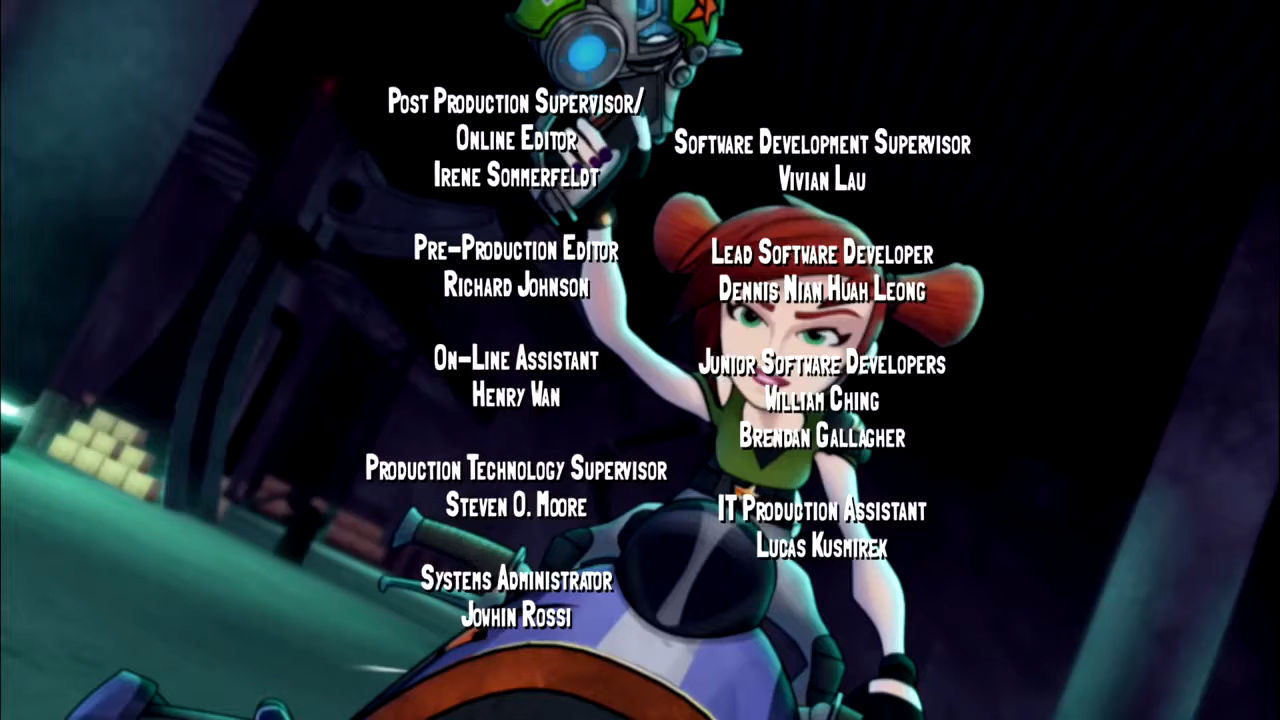 Post Production Supervisor/
Online Editor
Irene Sommerfeldt
Pre-Production Editor
Richard Johnson
On-Line Assistant
Henry Wan
Production Technology Supervisor
Steven O. Moore
Systems Administrator
Jowhin Rossi
Software Development Supervisor
Vivian Lau
Lead Software Developer
Dennis Nian Huah Leong
Junior Software Developers
William Ching
Brendan Gallagher
IT Production Assistant
Lucas Kusmirek